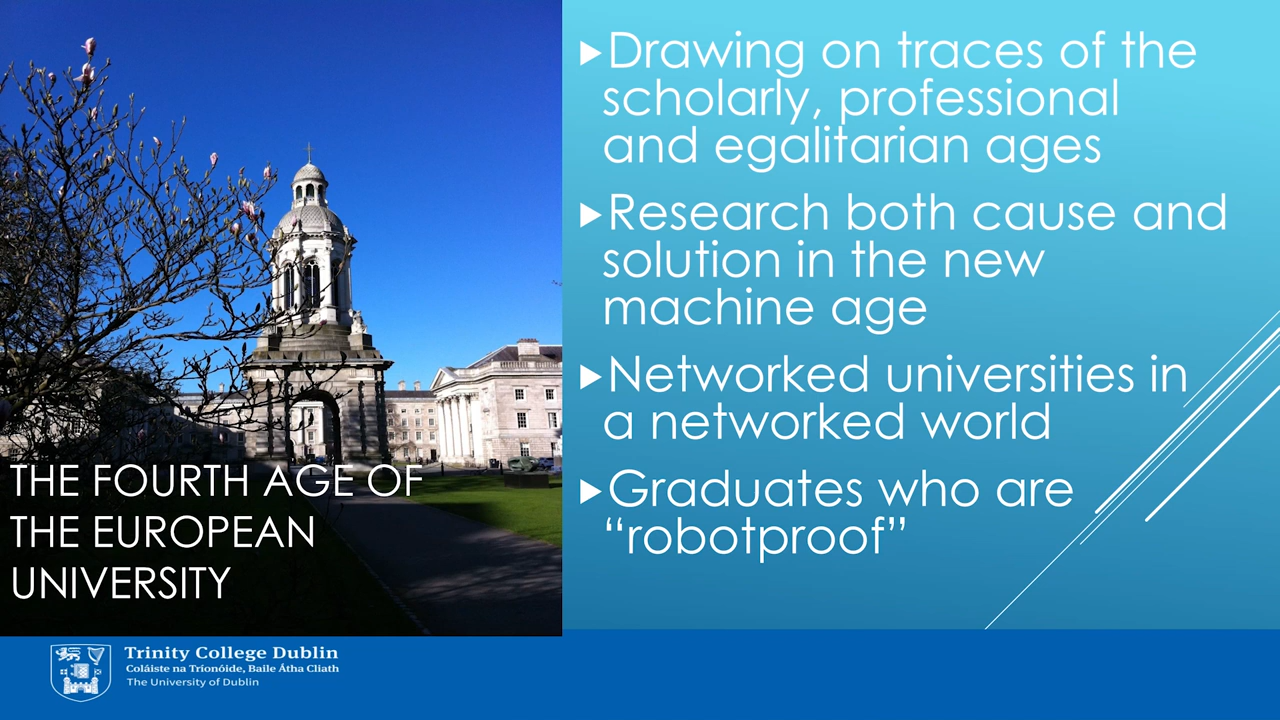 THE FOURTH AGE OF
THE EUROPEAN
UNIVERSITY
Drawing on traces of the
scholarly, professional
and egalitarian ages
Research both cause and
solution in the new
machine age
Networked universities in
a networked world
Graduates who are
“robotproof”
Trinity College Dublin
Coláiste na Tríonóide, Baile Átha Cliath
The University of Dublin